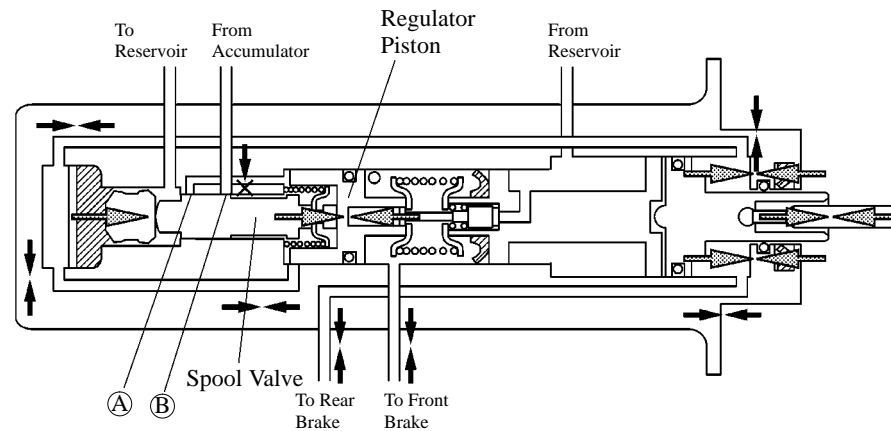 To
Reservoir
From
Accumulator
Regulator
Piston
From
Reservoir
A
B
Spool Valve
To Rear
Brake
To Front
Brake